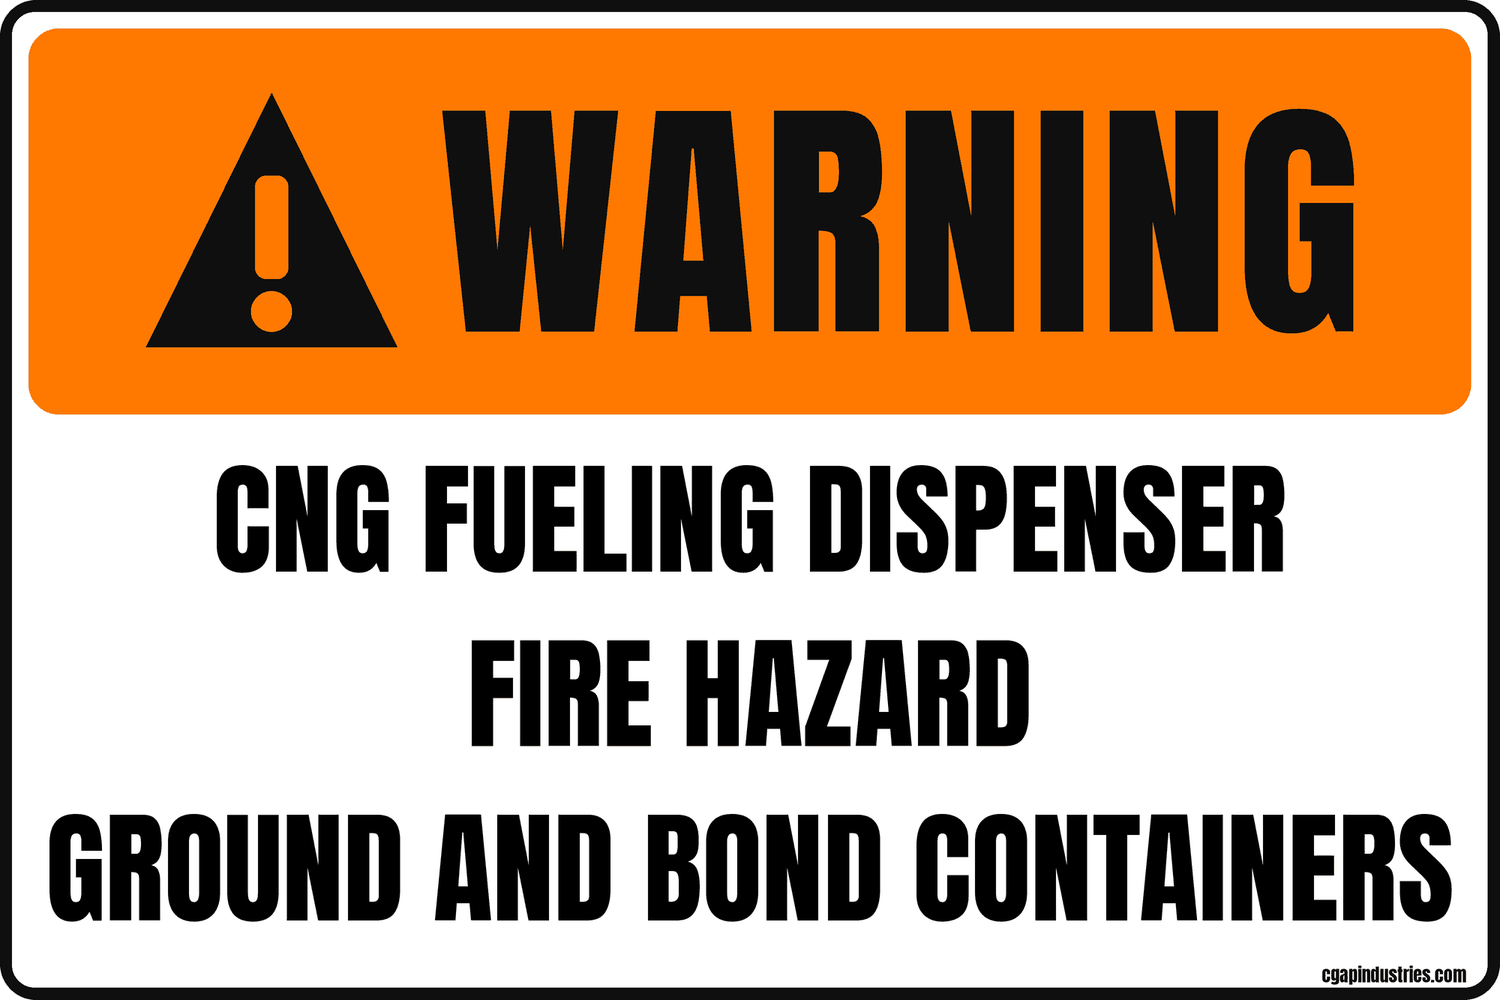 WARNING
CNG FUELING DISPENSER
FIRE HAZARD
GROUND AND BOND CONTAINERS
cgapindustries.com